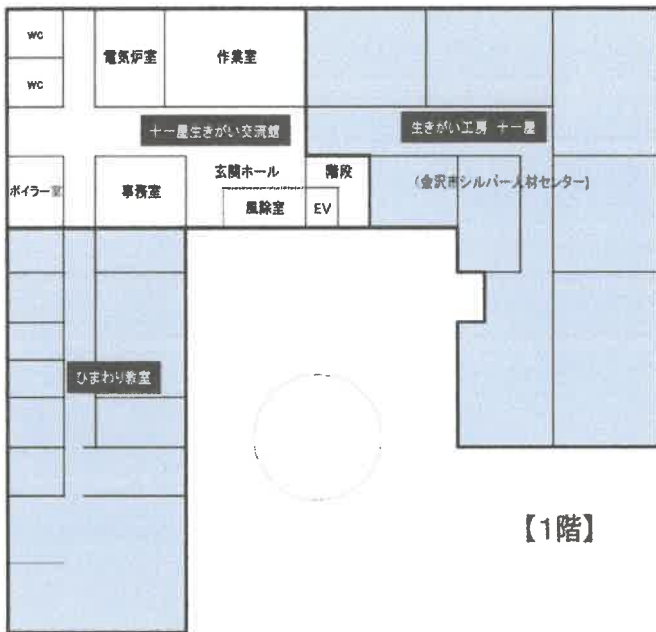 WC
電気炉室
作業室
WC
十一屋生きがい交流館
生きがい工房 十一屋
ボイラー室
事務室
玄関ホール
階段
(金沢市シルバー人材センター)
風除室
EV
ひまわり教室
【1階】